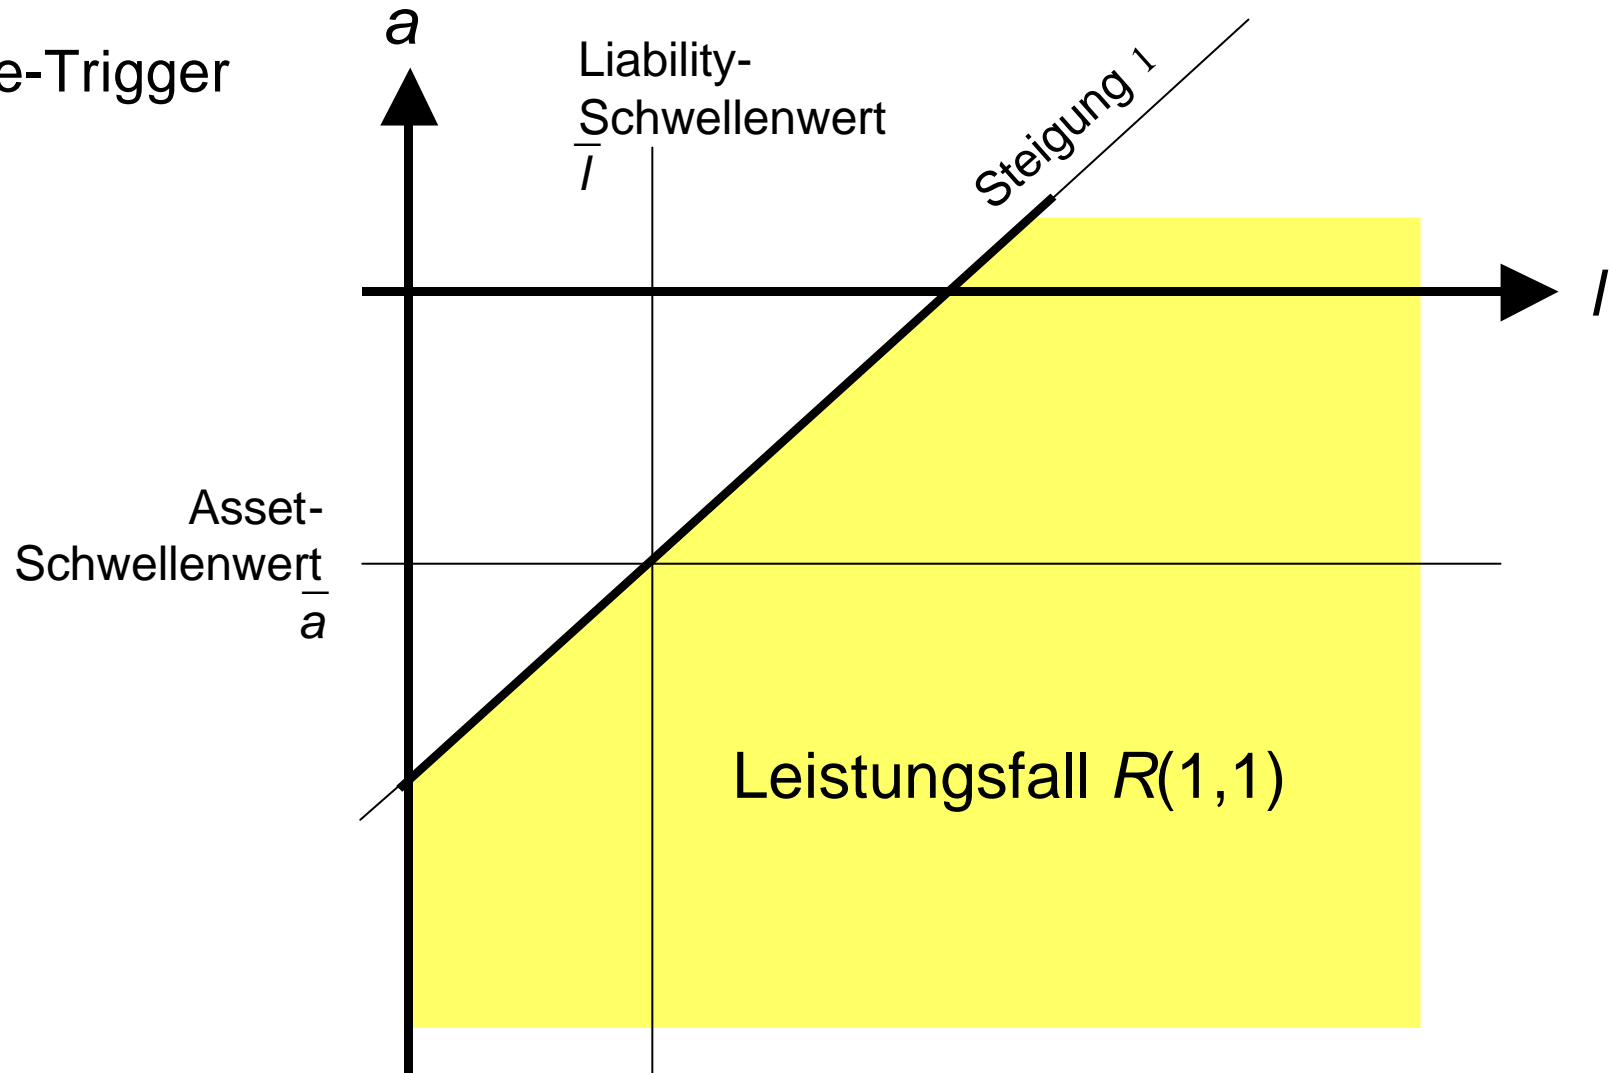 a
e-Trigger
Liability-
Schwellenwert
l̅
Steigung 1
l
Asset-
Schwellenwert
a̅
Leistungsfall R(1,1)